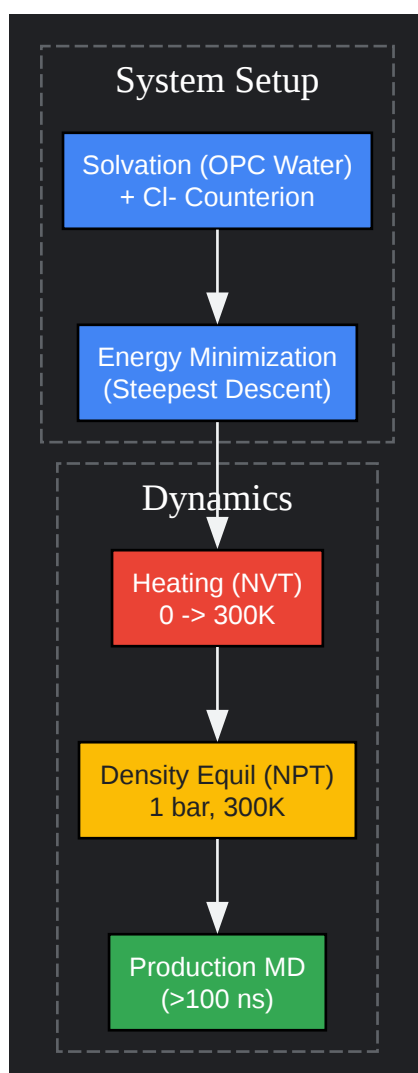 System Setup
Solvation (OPC Water)
+ Cl- Counterion
Energy Minimization
(Steepest Descent)
Dynamics
Heating (NVT)
0 -> 300K
Density Equil (NPT)
1 bar, 300K
Production MD
(>100 ns)